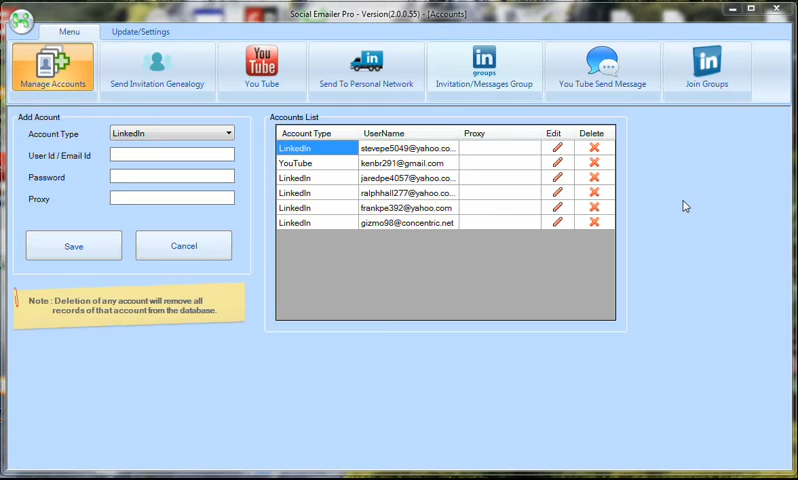 Social Emailer Pro - Version(2.0.0.55) - [Accounts]
Menu
Update/Settings
Manage Accounts
Send Invitation Genealogy
You Tube
You Tube
in
Send To Personal Network
in
groups
Invitation/Messages Group
You Tube Send Message
in
Join Groups
Add Acount
Account Type
LinkedIn
User Id / Email Id
Password
Proxy
Save
Cancel
Note : Deletion of any account will remove all
records of that account from the database.
Accounts List
Account Type UserName Proxy Edit Delete
LinkedIn stevepe5049@yahoo.co...
YouTube kenbr291@gmail.com
LinkedIn jaredpe4057@yahoo.co...
LinkedIn ralphhall277@yahoo.co...
LinkedIn frankpe392@yahoo.com
LinkedIn gizmo98@concentric.net